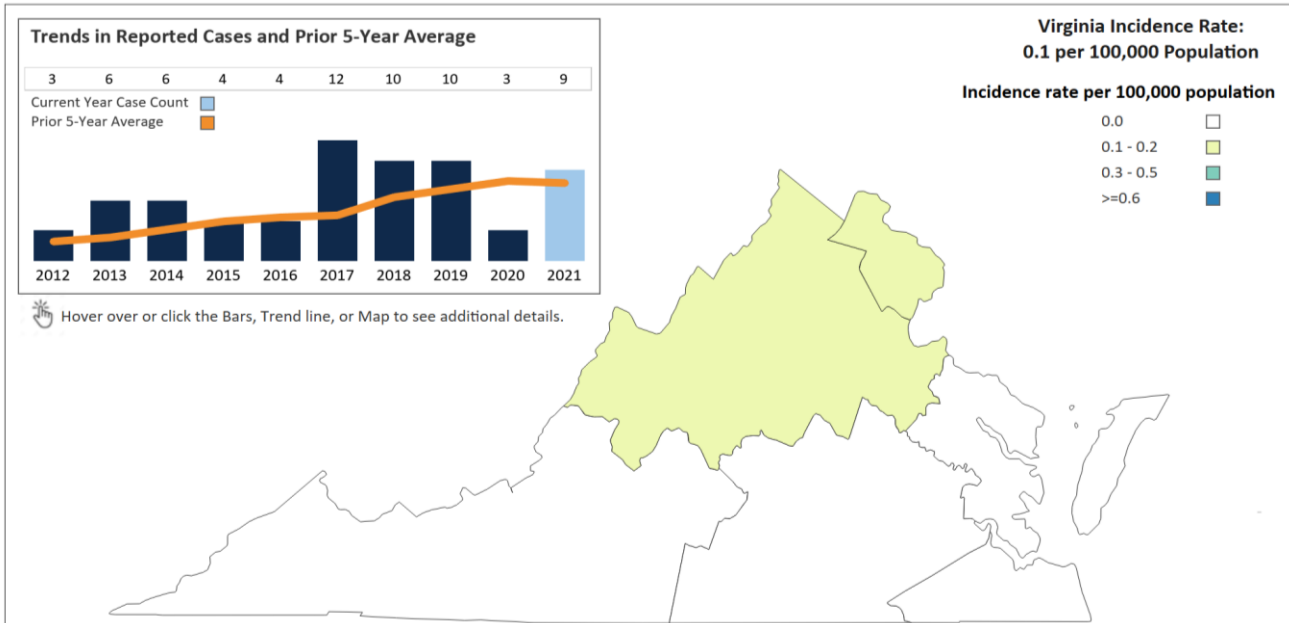 Trends in Reported Cases and Prior 5-Year Average
3 6 6 4 4 12 10 10 3 9
Current Year Case Count
Prior 5-Year Average
2012 2013 2014 2015 2016 2017 2018 2019 2020 2021
Hover over or click the Bars, Trend line, or Map to see additional details.
Virginia Incidence Rate:
0.1 per 100,000 Population
Incidence rate per 100,000 population
0.0
0.1 - 0.2
0.3 - 0.5
>=0.6